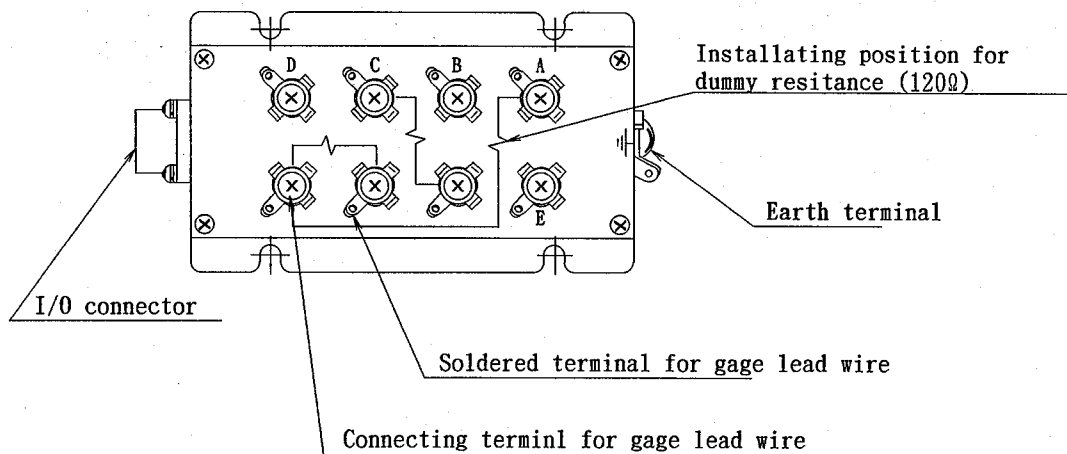 Installating position for
dummy resitance (120Ω)
D C B A
E
Earth terminal
I/O connector
Soldered terminal for gage lead wire
Connecting terminl for gage lead wire